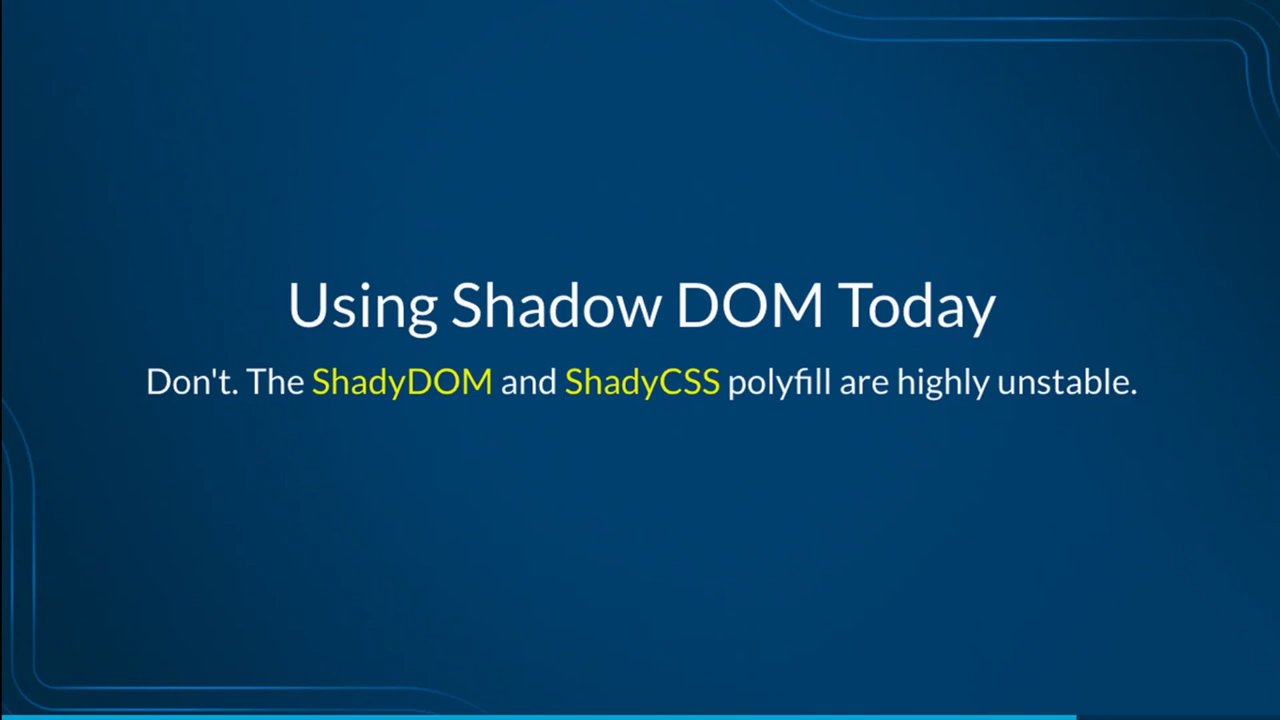 Using Shadow DOM Today
Don't. The ShadyDOM and ShadyCSS polyfill are highly unstable.